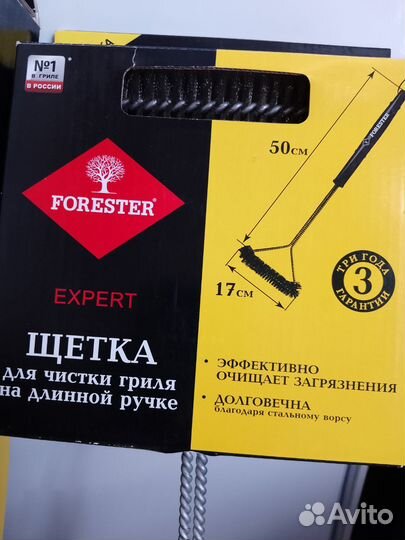 №1
В ГРИЛЕ
В РОССИИ
FORESTER®
EXPERT
ЩЕТКА
для чистки гриля
на длинной ручке
50см
FORESTER
17см
ТРИ ГОДА
3
ГАРАНТИИ
• ЭФФЕКТИВНО
ОЧИЩАЕТ ЗАГРЯЗНЕНИЯ
• ДОЛГОВЕЧНА
благодаря стальному ворсу
Avito